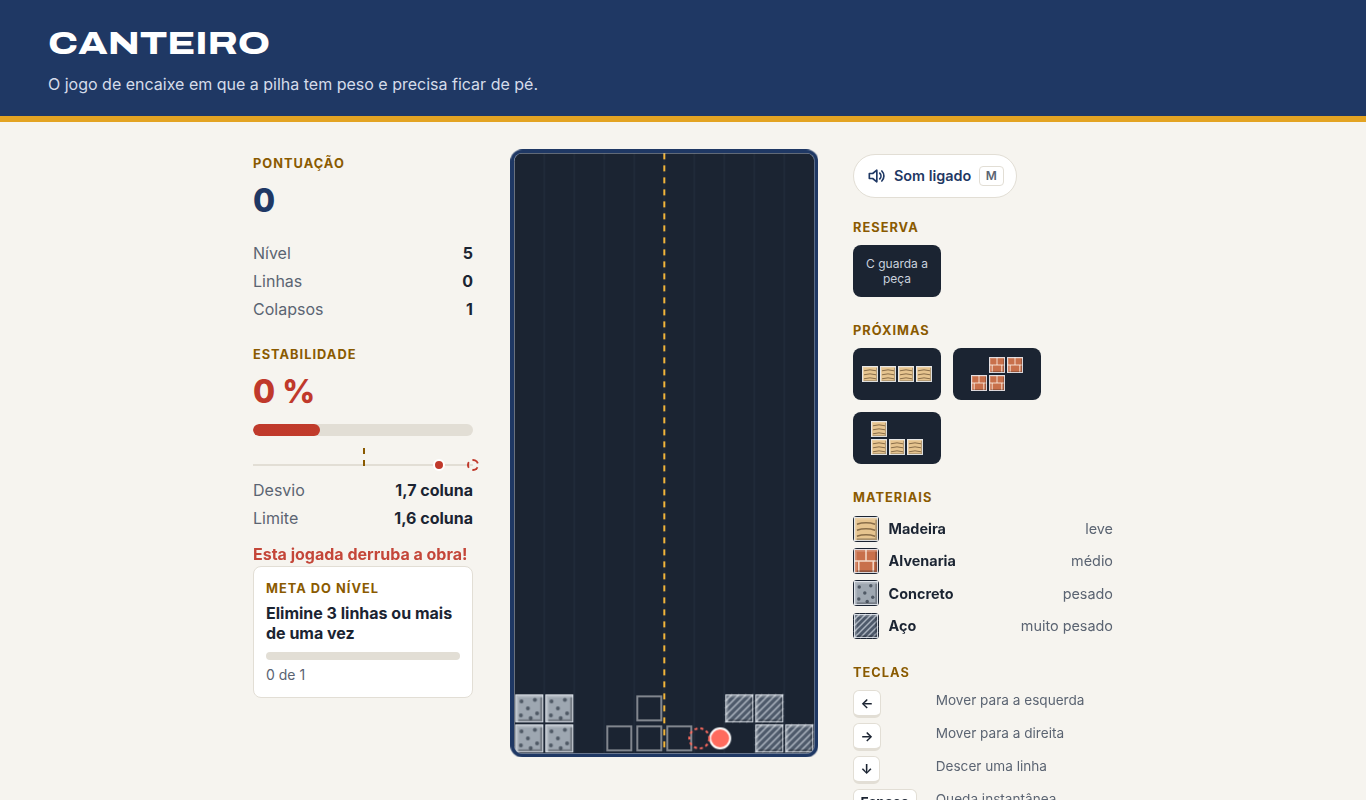 CANTEIRO
O jogo de encaixe em que a pilha tem peso e precisa ficar de pé.
PONTUAÇÃO
0
Nível 5
Linhas 0
Colapsos 1
ESTABILIDADE
0 %
Desvio 1,7 coluna
Limite 1,6 coluna
Esta jogada derruba a obra!
META DO NÍVEL
Elimine 3 linhas ou mais
de uma vez
0 de 1
Som ligado M
RESERVA
C guarda a
peça
PRÓXIMAS
MATERIAIS
Madeira leve
Alvenaria médio
Concreto pesado
Aço muito pesado
TECLAS
← Mover para a esquerda
→ Mover para a direita
↓ Descer uma linha
Espaço Queda instantânea